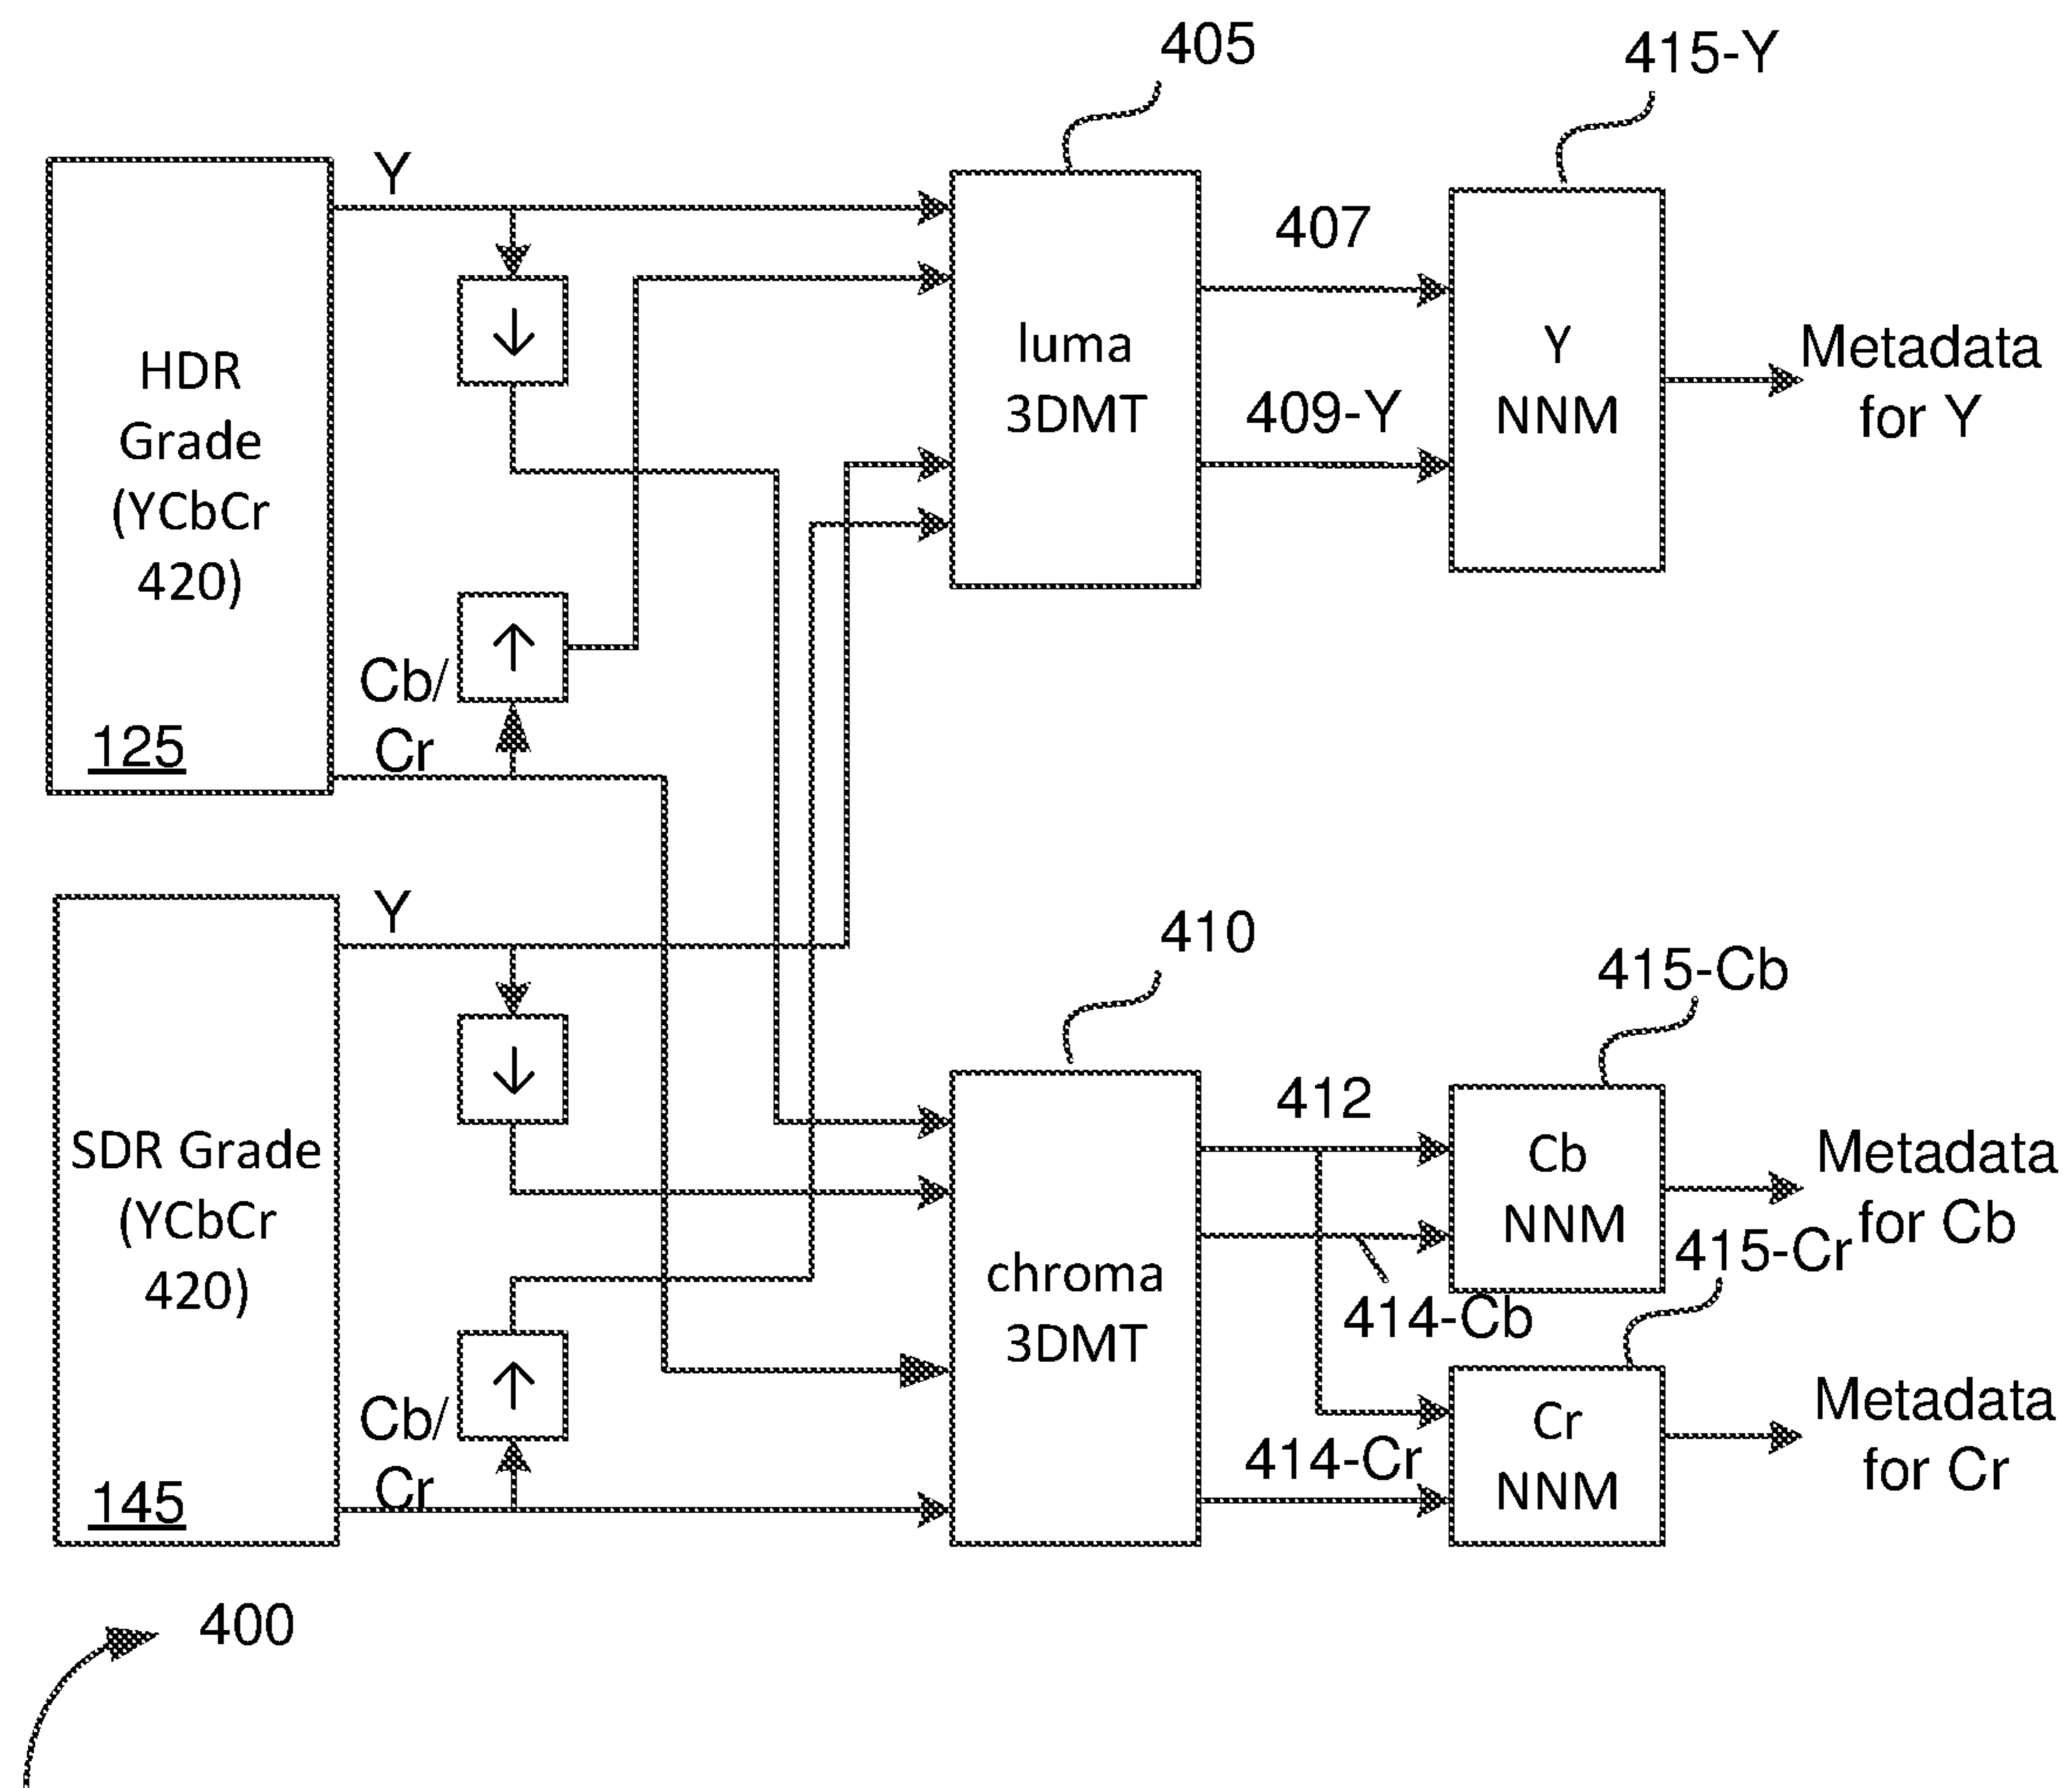 405
415-Y
Y
HDR
Grade
(YCbCr
420)
125
↓
↑
Cb/
Cr
luma
3DMT
407
409-Y
Y
NNM
Metadata
for Y
Y
SDR Grade
(YCbCr
420)
145
↓
↑
Cb/
Cr
410
chroma
3DMT
412
414-Cb
414-Cr
415-Cb
Cb
NNM
Metadata
for Cb
415-Cr
Cr
NNM
Metadata
for Cr
400